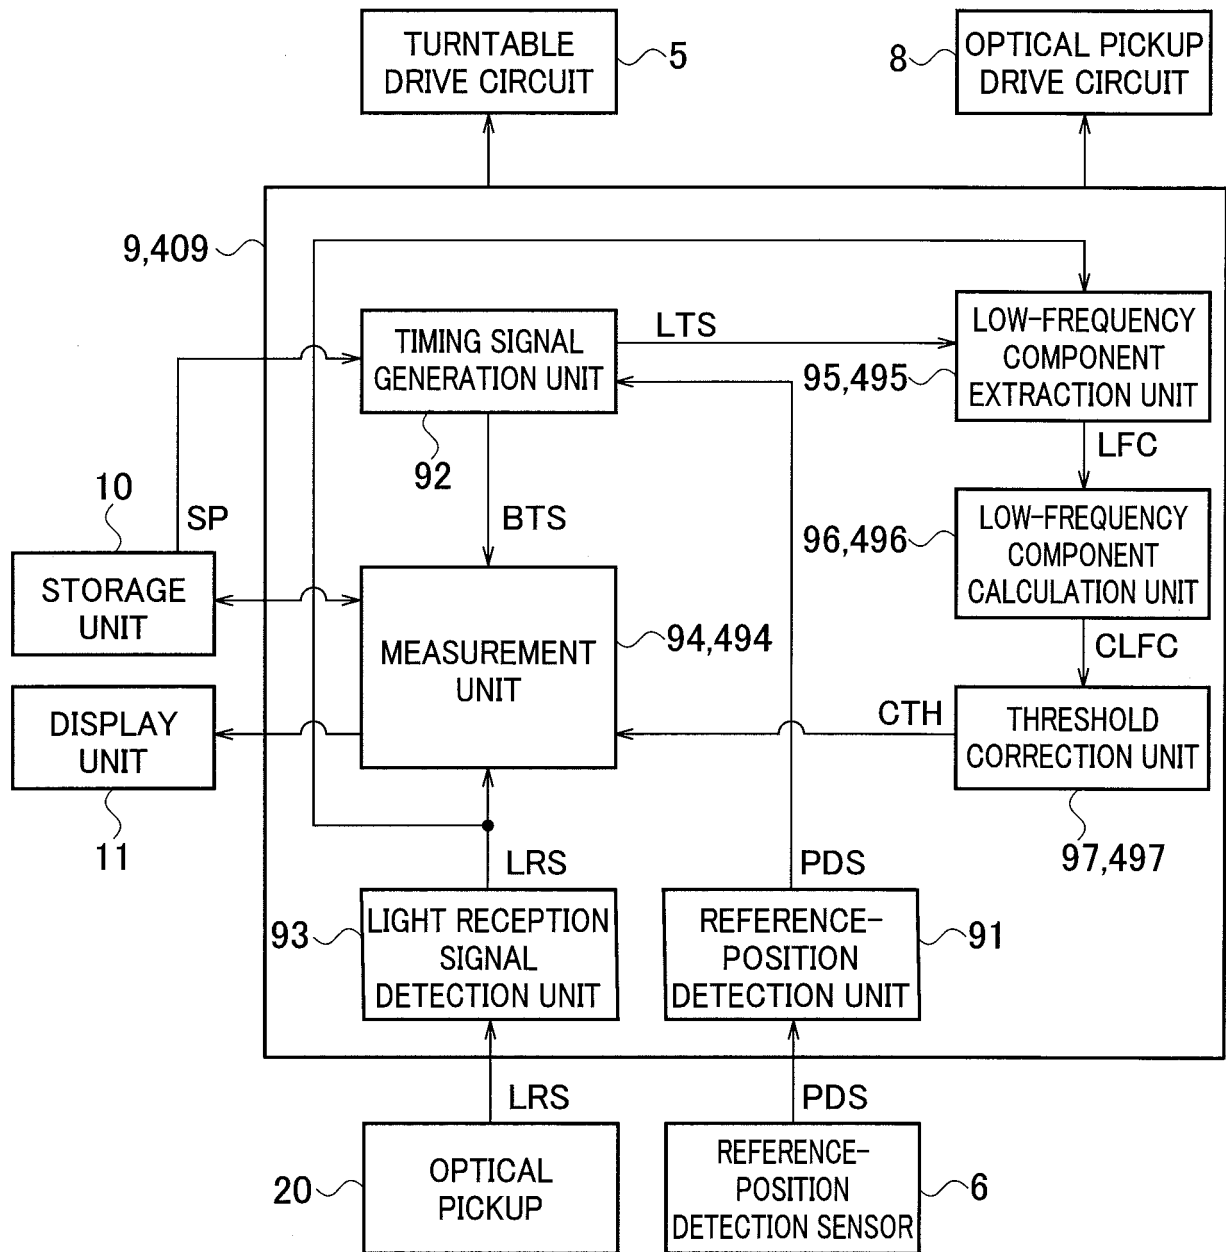 TURNTABLE
DRIVE CIRCUIT
5
8
OPTICAL PICKUP
DRIVE CIRCUIT
9,409
TIMING SIGNAL
GENERATION UNIT
92
LTS
LOW-FREQUENCY
COMPONENT
EXTRACTION UNIT
95,495
LFC
10
SP
BTS
STORAGE
UNIT
LOW-FREQUENCY
COMPONENT
CALCULATION UNIT
96,496
MEASUREMENT
UNIT
94,494
CLFC
DISPLAY
UNIT
11
CTH
THRESHOLD
CORRECTION UNIT
97,497
LRS
PDS
93
LIGHT RECEPTION
SIGNAL
DETECTION UNIT
REFERENCE-
POSITION
DETECTION UNIT
91
LRS
PDS
20
OPTICAL
PICKUP
REFERENCE-
POSITION
DETECTION SENSOR
6